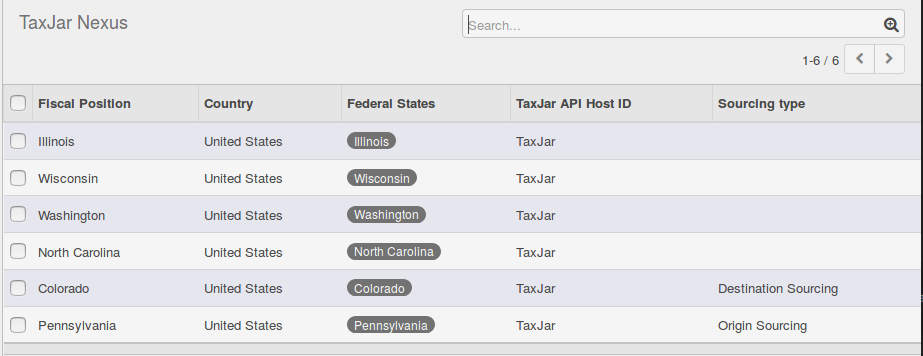 TaxJar Nexus
Search...
1-6 / 6
Fiscal Position Country Federal States TaxJar API Host ID Sourcing type
Illinois United States Illinois TaxJar
Wisconsin United States Wisconsin TaxJar
Washington United States Washington TaxJar
North Carolina United States North Carolina TaxJar
Colorado United States Colorado TaxJar Destination Sourcing
Pennsylvania United States Pennsylvania TaxJar Origin Sourcing